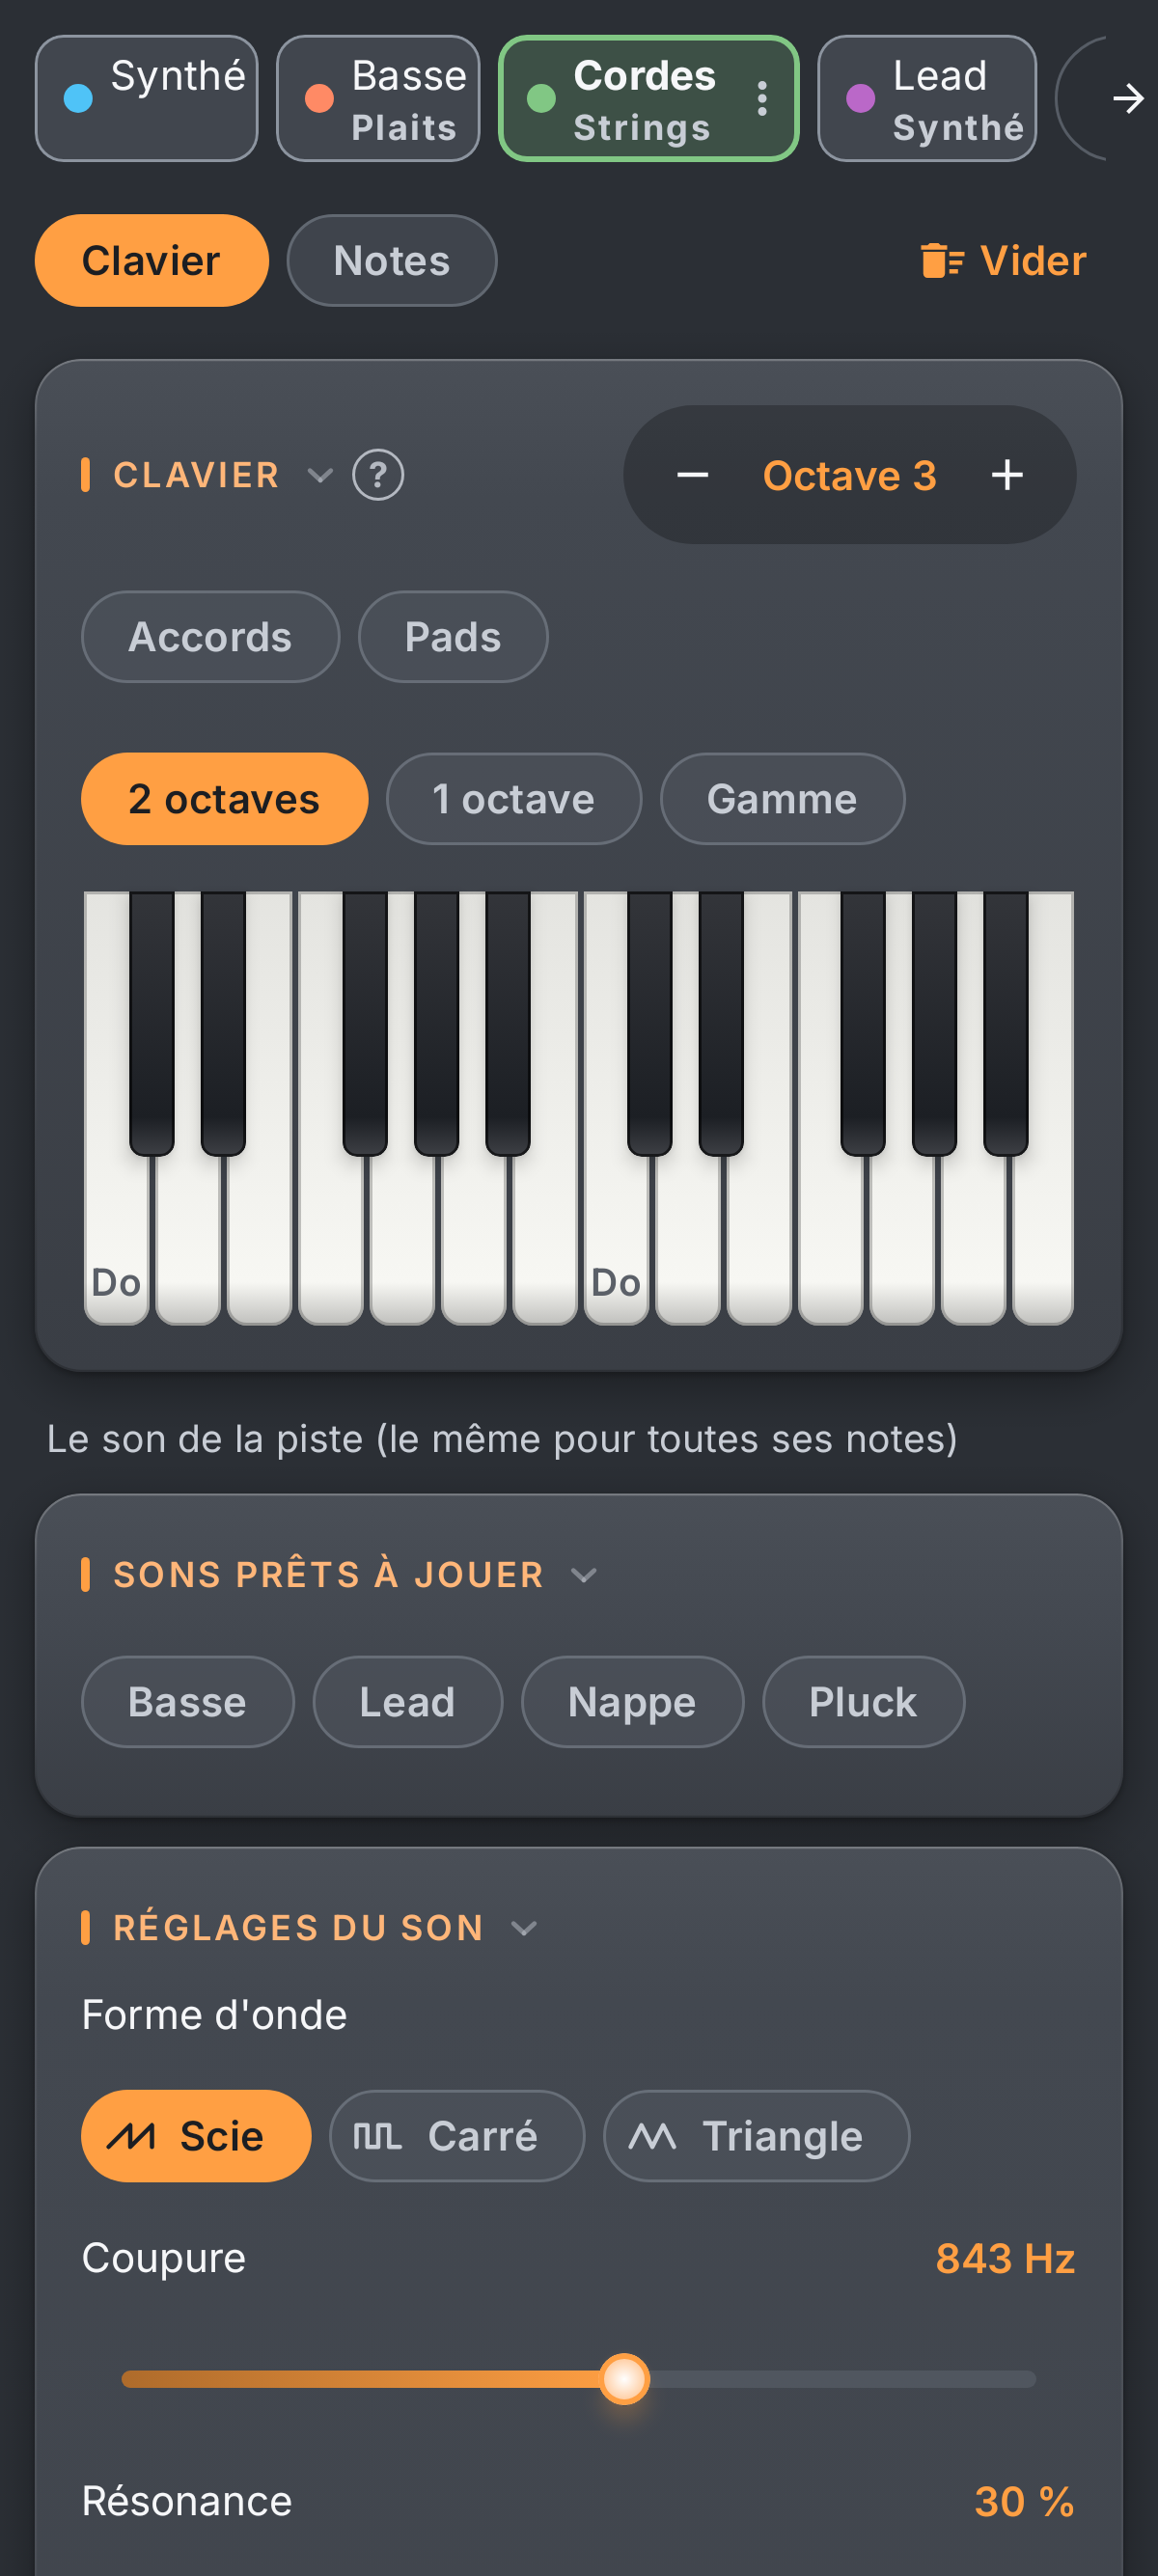 Synthé
Basse
Plaits
Cordes
Strings
Lead
Synthé
Clavier
Notes
Vider
CLAVIER
?
Octave 3
Accords
Pads
2 octaves
1 octave
Gamme
Do
Do
Le son de la piste (le même pour toutes ses notes)
SONS PRÊTS À JOUER
Basse
Lead
Nappe
Pluck
RÉGLAGES DU SON
Forme d'onde
Scie
Carré
Triangle
Coupure
843 Hz
Résonance
30 %